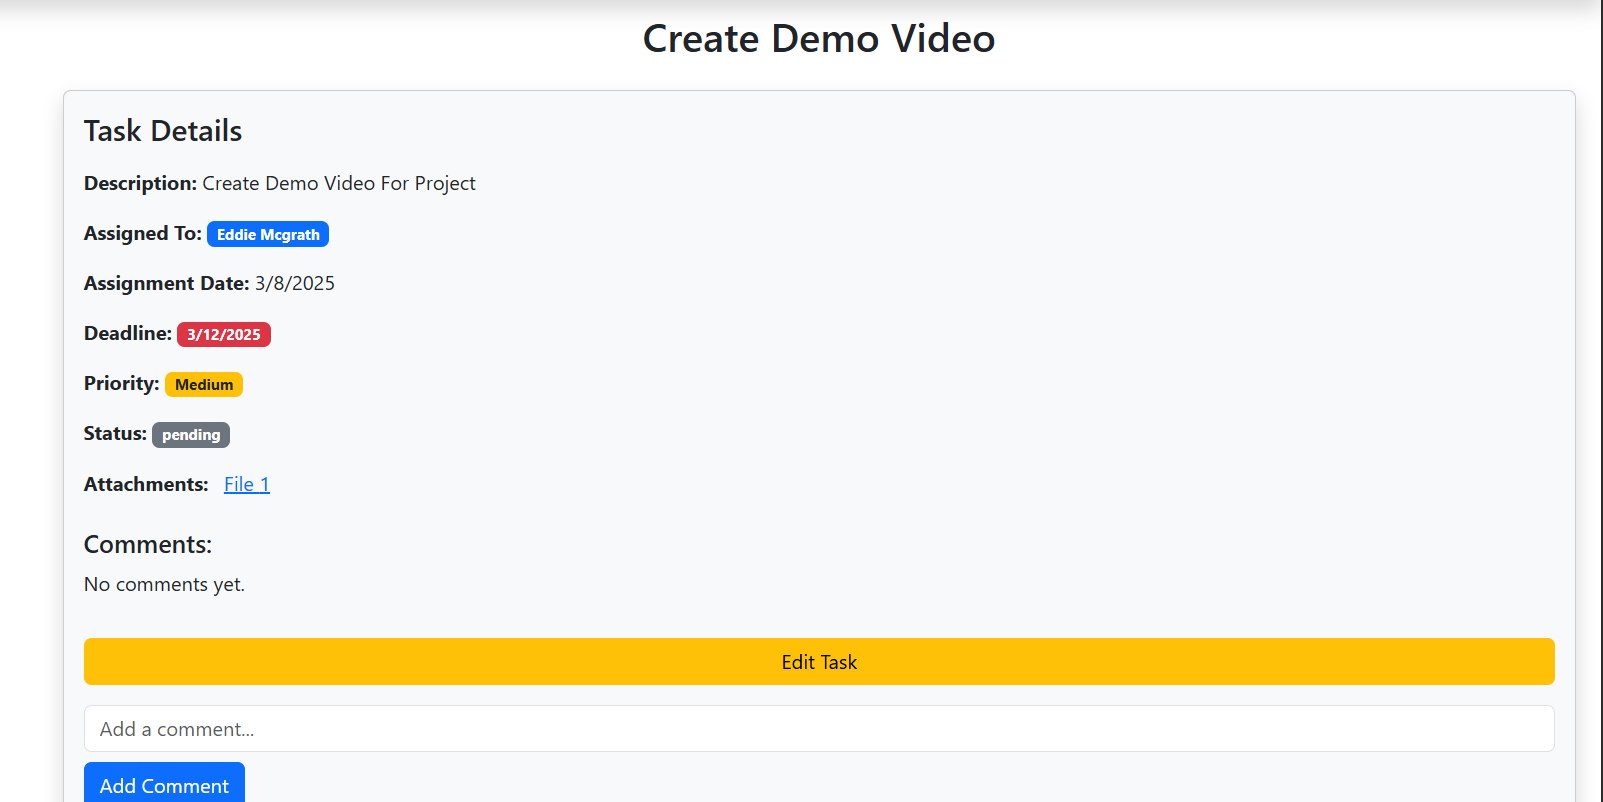 Create Demo Video
Task Details
Description: Create Demo Video For Project
Assigned To: Eddie Mcgrath
Assignment Date: 3/8/2025
Deadline: 3/12/2025
Priority: Medium
Status: pending
Attachments: File 1
Comments:
No comments yet.
Edit Task
Add a comment...
Add Comment